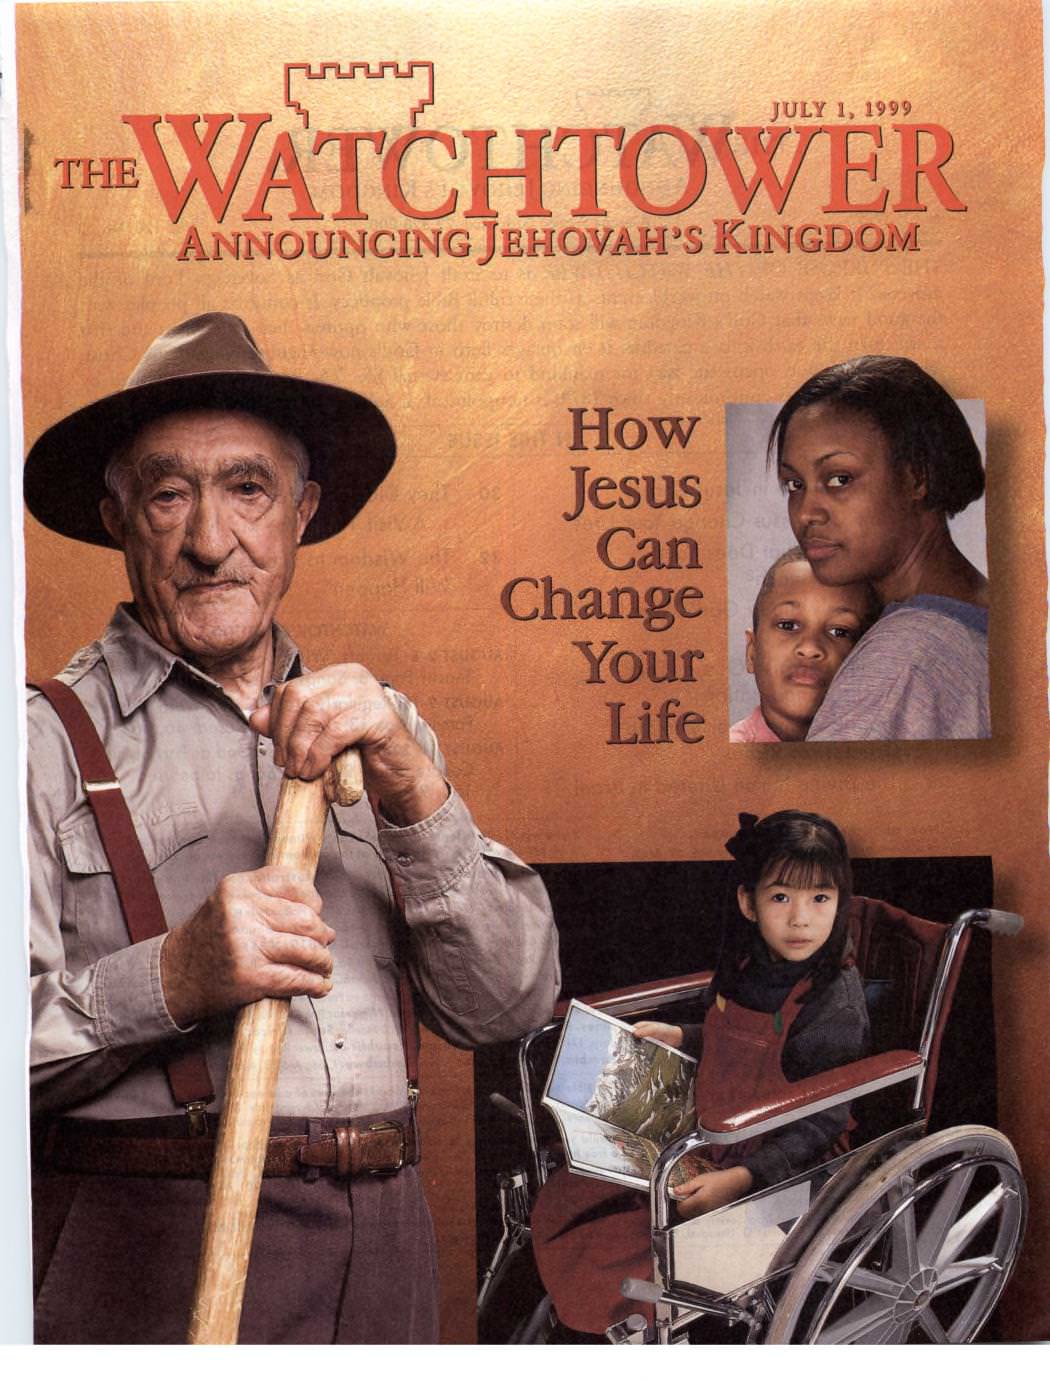 JULY 1, 1999
THE WATCHTOWER
ANNOUNCING JEHOVAH'S KINGDOM
How
Jesus
Can
Change
Your
Life